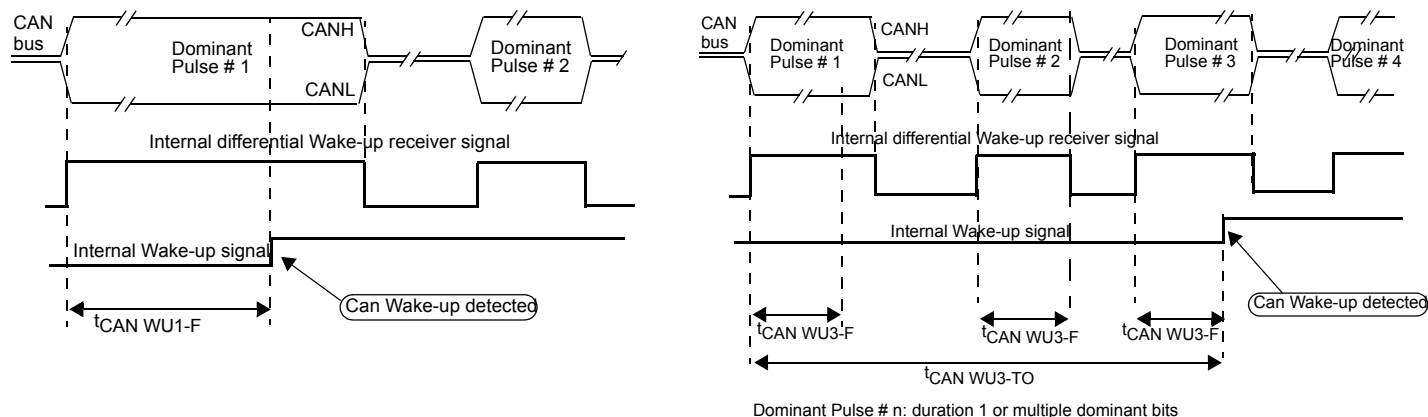 CAN
bus
CANH
Dominant
Pulse # 1
Dominant
Pulse # 2
CANL
Internal differential Wake-up receiver signal
Internal Wake-up signal
Can Wake-up detected
tCAN WU1-F
CAN
bus
CANH
Dominant
Pulse # 1
Dominant
Pulse # 2
Dominant
Pulse # 3
Dominant
Pulse # 4
CANL
Internal differential Wake-up receiver signal
Internal Wake-up signal
Can Wake-up detected
tCAN WU3-F
tCAN WU3-F
tCAN WU3-F
tCAN WU3-TO
Dominant Pulse # n: duration 1 or multiple dominant bits